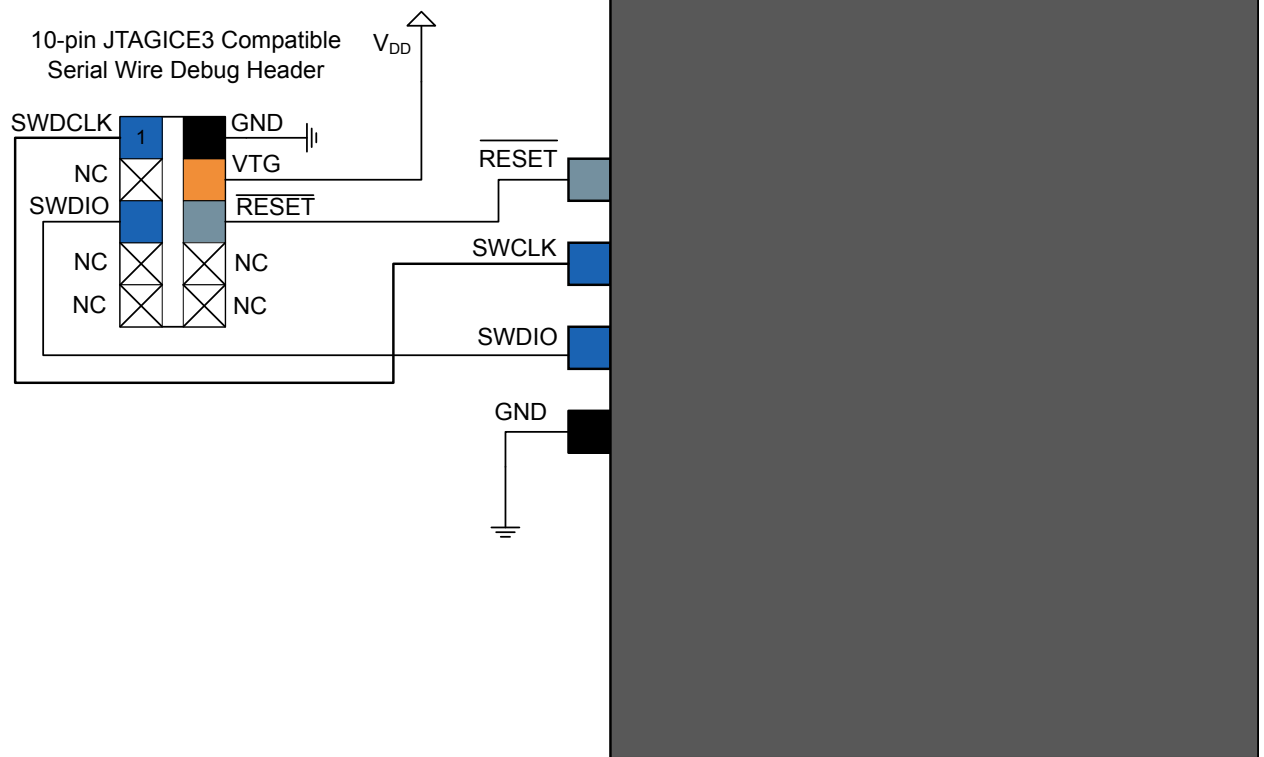 10-pin JTAGICE3 Compatible
Serial Wire Debug Header
VDD
SWDCLK
1
GND
NC
VTG
SWDIO
RESET
NC
NC
NC
NC
RESET
SWCLK
SWDIO
GND